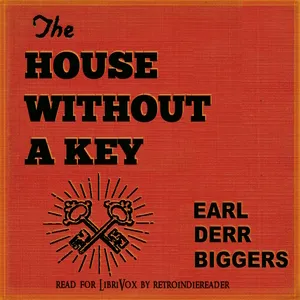 The
HOUSE
WITHOUT
A KEY
EARL
DERR
BIGGERS
READ FOR LIBRIVOX BY RETROINDIEREADER